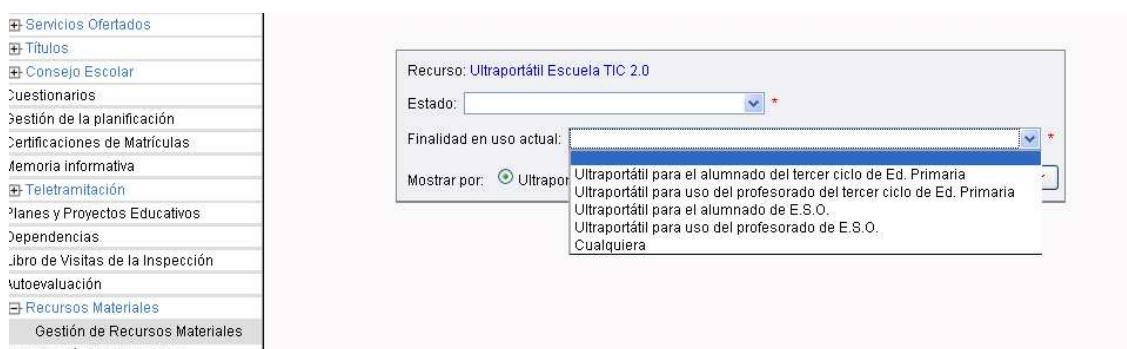 Servicios Ofertados
Títulos
Consejo Escolar
Cuestionarios
Gestión de la planificación
Certificaciones de Matrículas
Memoria informativa
Teletramitación
Planes y Proyectos Educativos
Dependencias
Libro de Visitas de la Inspección
Autoevaluación
Recursos Materiales
Gestión de Recursos Materiales
Recurso: Ultraportátil Escuela TIC 2.0
Estado: *
Finalidad en uso actual: *
Mostrar por: Ultrapor
Ultraportátil para el alumnado del tercer ciclo de Ed. Primaria
Ultraportátil para uso del profesorado del tercer ciclo de Ed. Primaria
Ultraportátil para el alumnado de E.S.O.
Ultraportátil para uso del profesorado de E.S.O.
Cualquiera